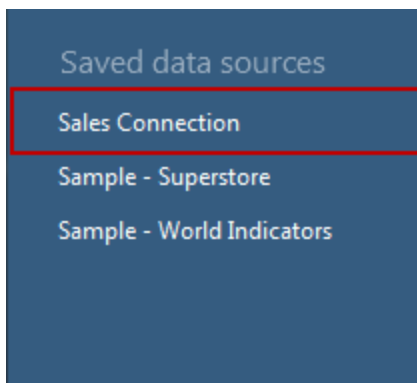 Saved data sources
Sales Connection
Sample - Superstore
Sample - World Indicators